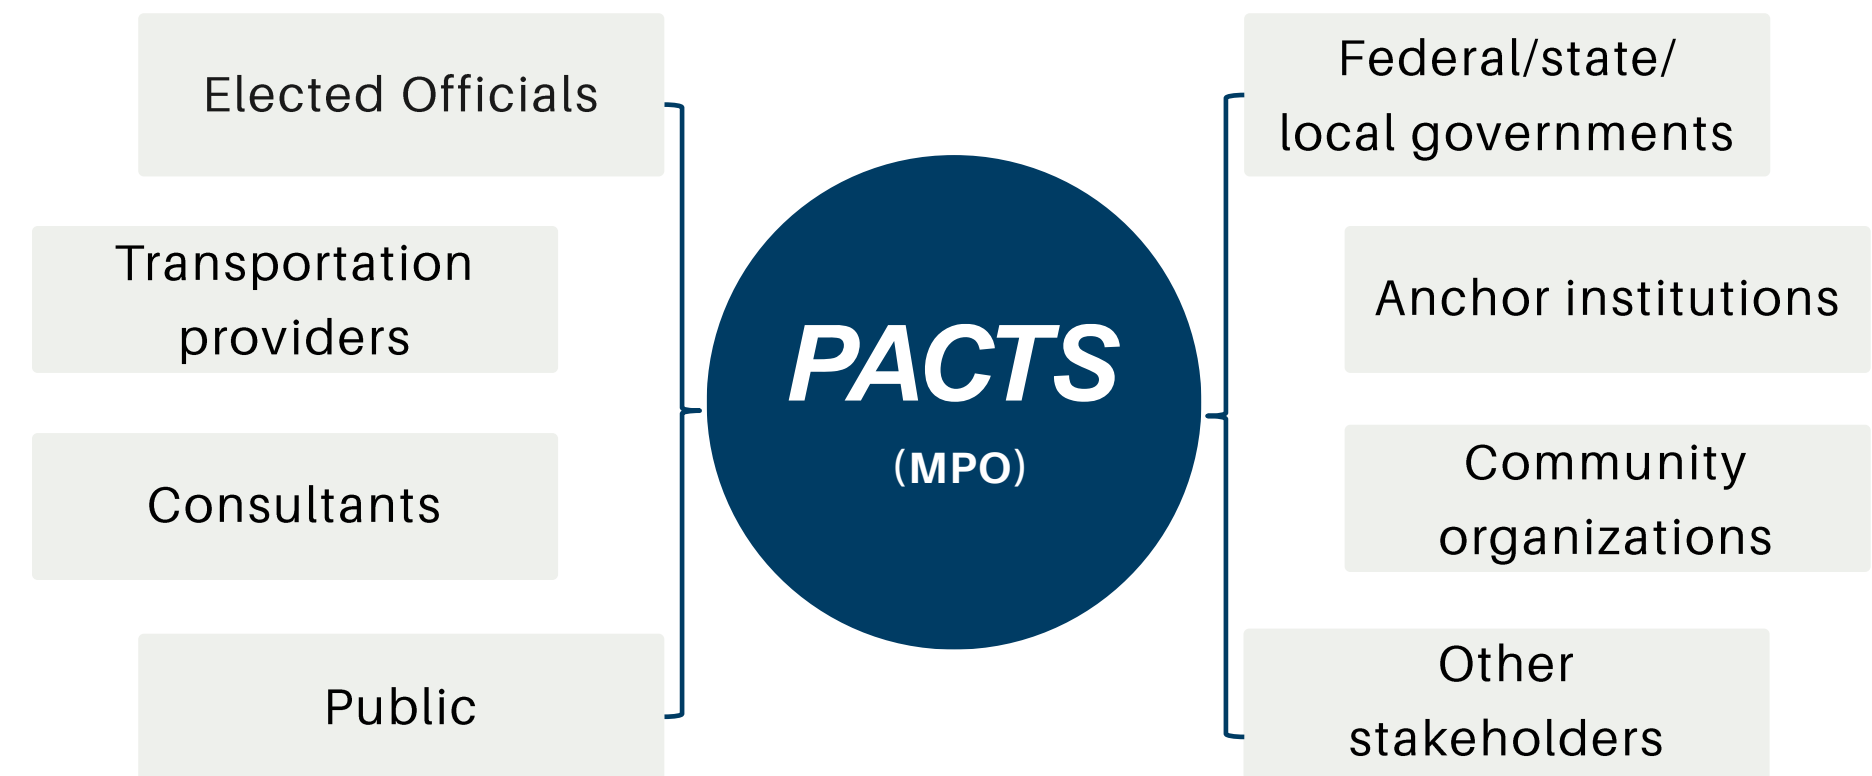 Elected Officials
Transportation
providers
Consultants
Public
PACTS
(MPO)
Federal/state/
local governments
Anchor institutions
Community
organizations
Other
stakeholders